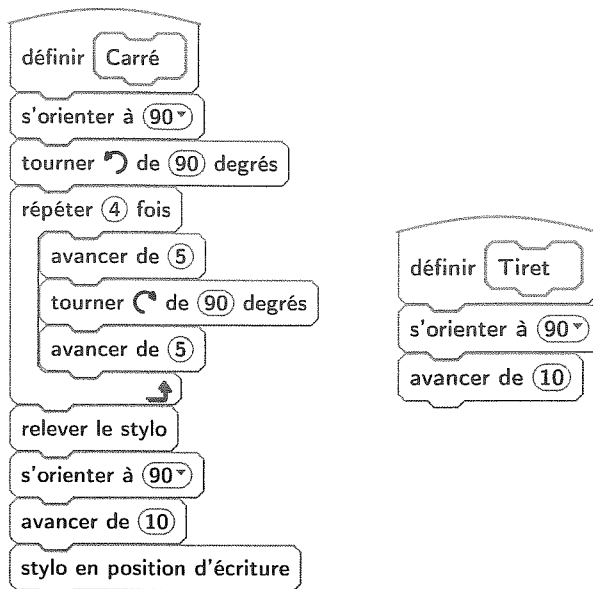 définir Carré
s'orienter à 90
tourner de 90 degrés
répéter 4 fois
avancer de 5
tourner de 90 degrés
avancer de 5
relever le stylo
s'orienter à 90
avancer de 10
stylo en position d'écriture
définir Tiret
s'orienter à 90
avancer de 10